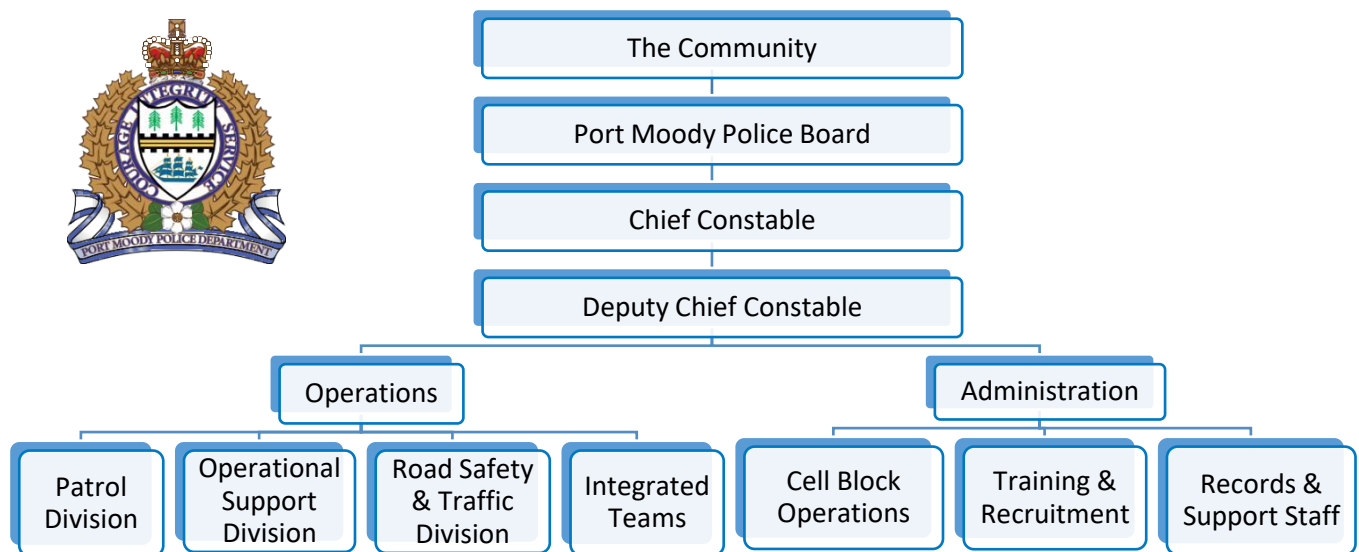 COURAGE INTEGRITY SERVICE
PORT MOODY POLICE DEPARTMENT
The Community
Port Moody Police Board
Chief Constable
Deputy Chief Constable
Operations
Administration
Patrol
Division
Operational
Support
Division
Road Safety
& Traffic
Division
Integrated
Teams
Cell Block
Operations
Training &
Recruitment
Records &
Support Staff